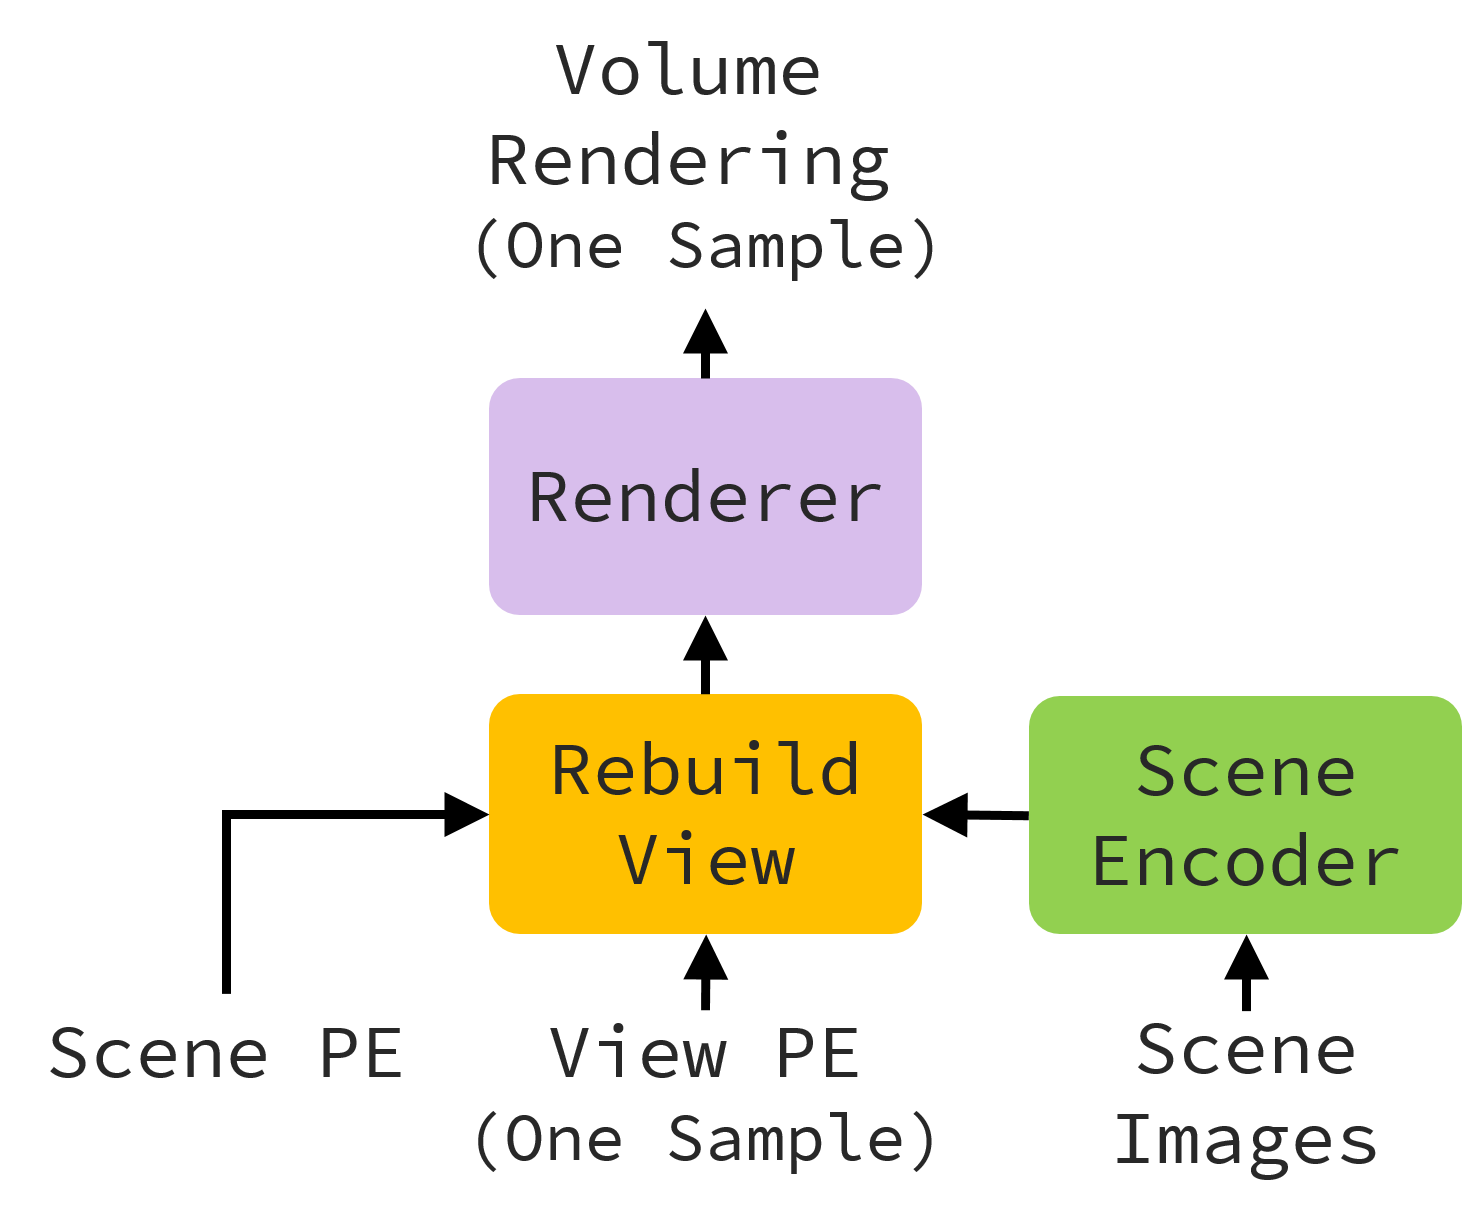 Volume
Rendering
(One Sample)
Renderer
Rebuild
View
Scene
Encoder
Scene PE
View PE
(One Sample)
Scene
Images